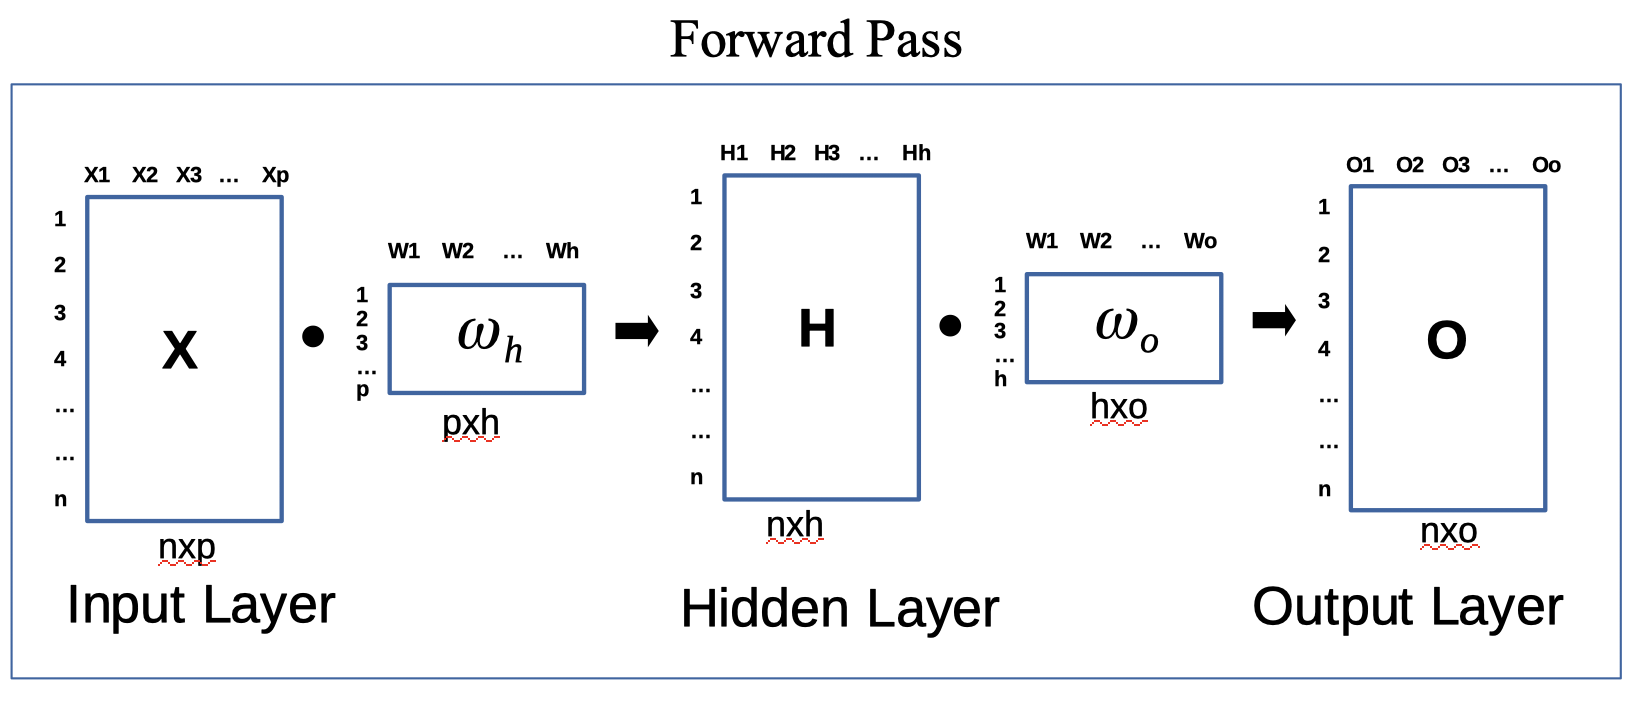 Forward Pass
X1 X2 X3 … Xp
1
2
3
4
…
…
n
X
nxp
Input Layer
•
W1 W2 … Wh
1
2
3
…
p
ω_h
pxh
H1 H2 H3 … Hh
1
2
3
4
…
…
n
H
nxh
Hidden Layer
•
W1 W2 … Wo
1
2
3
…
h
ω_o
hxo
O1 O2 O3 … Oo
1
2
3
4
…
…
n
O
nxo
Output Layer